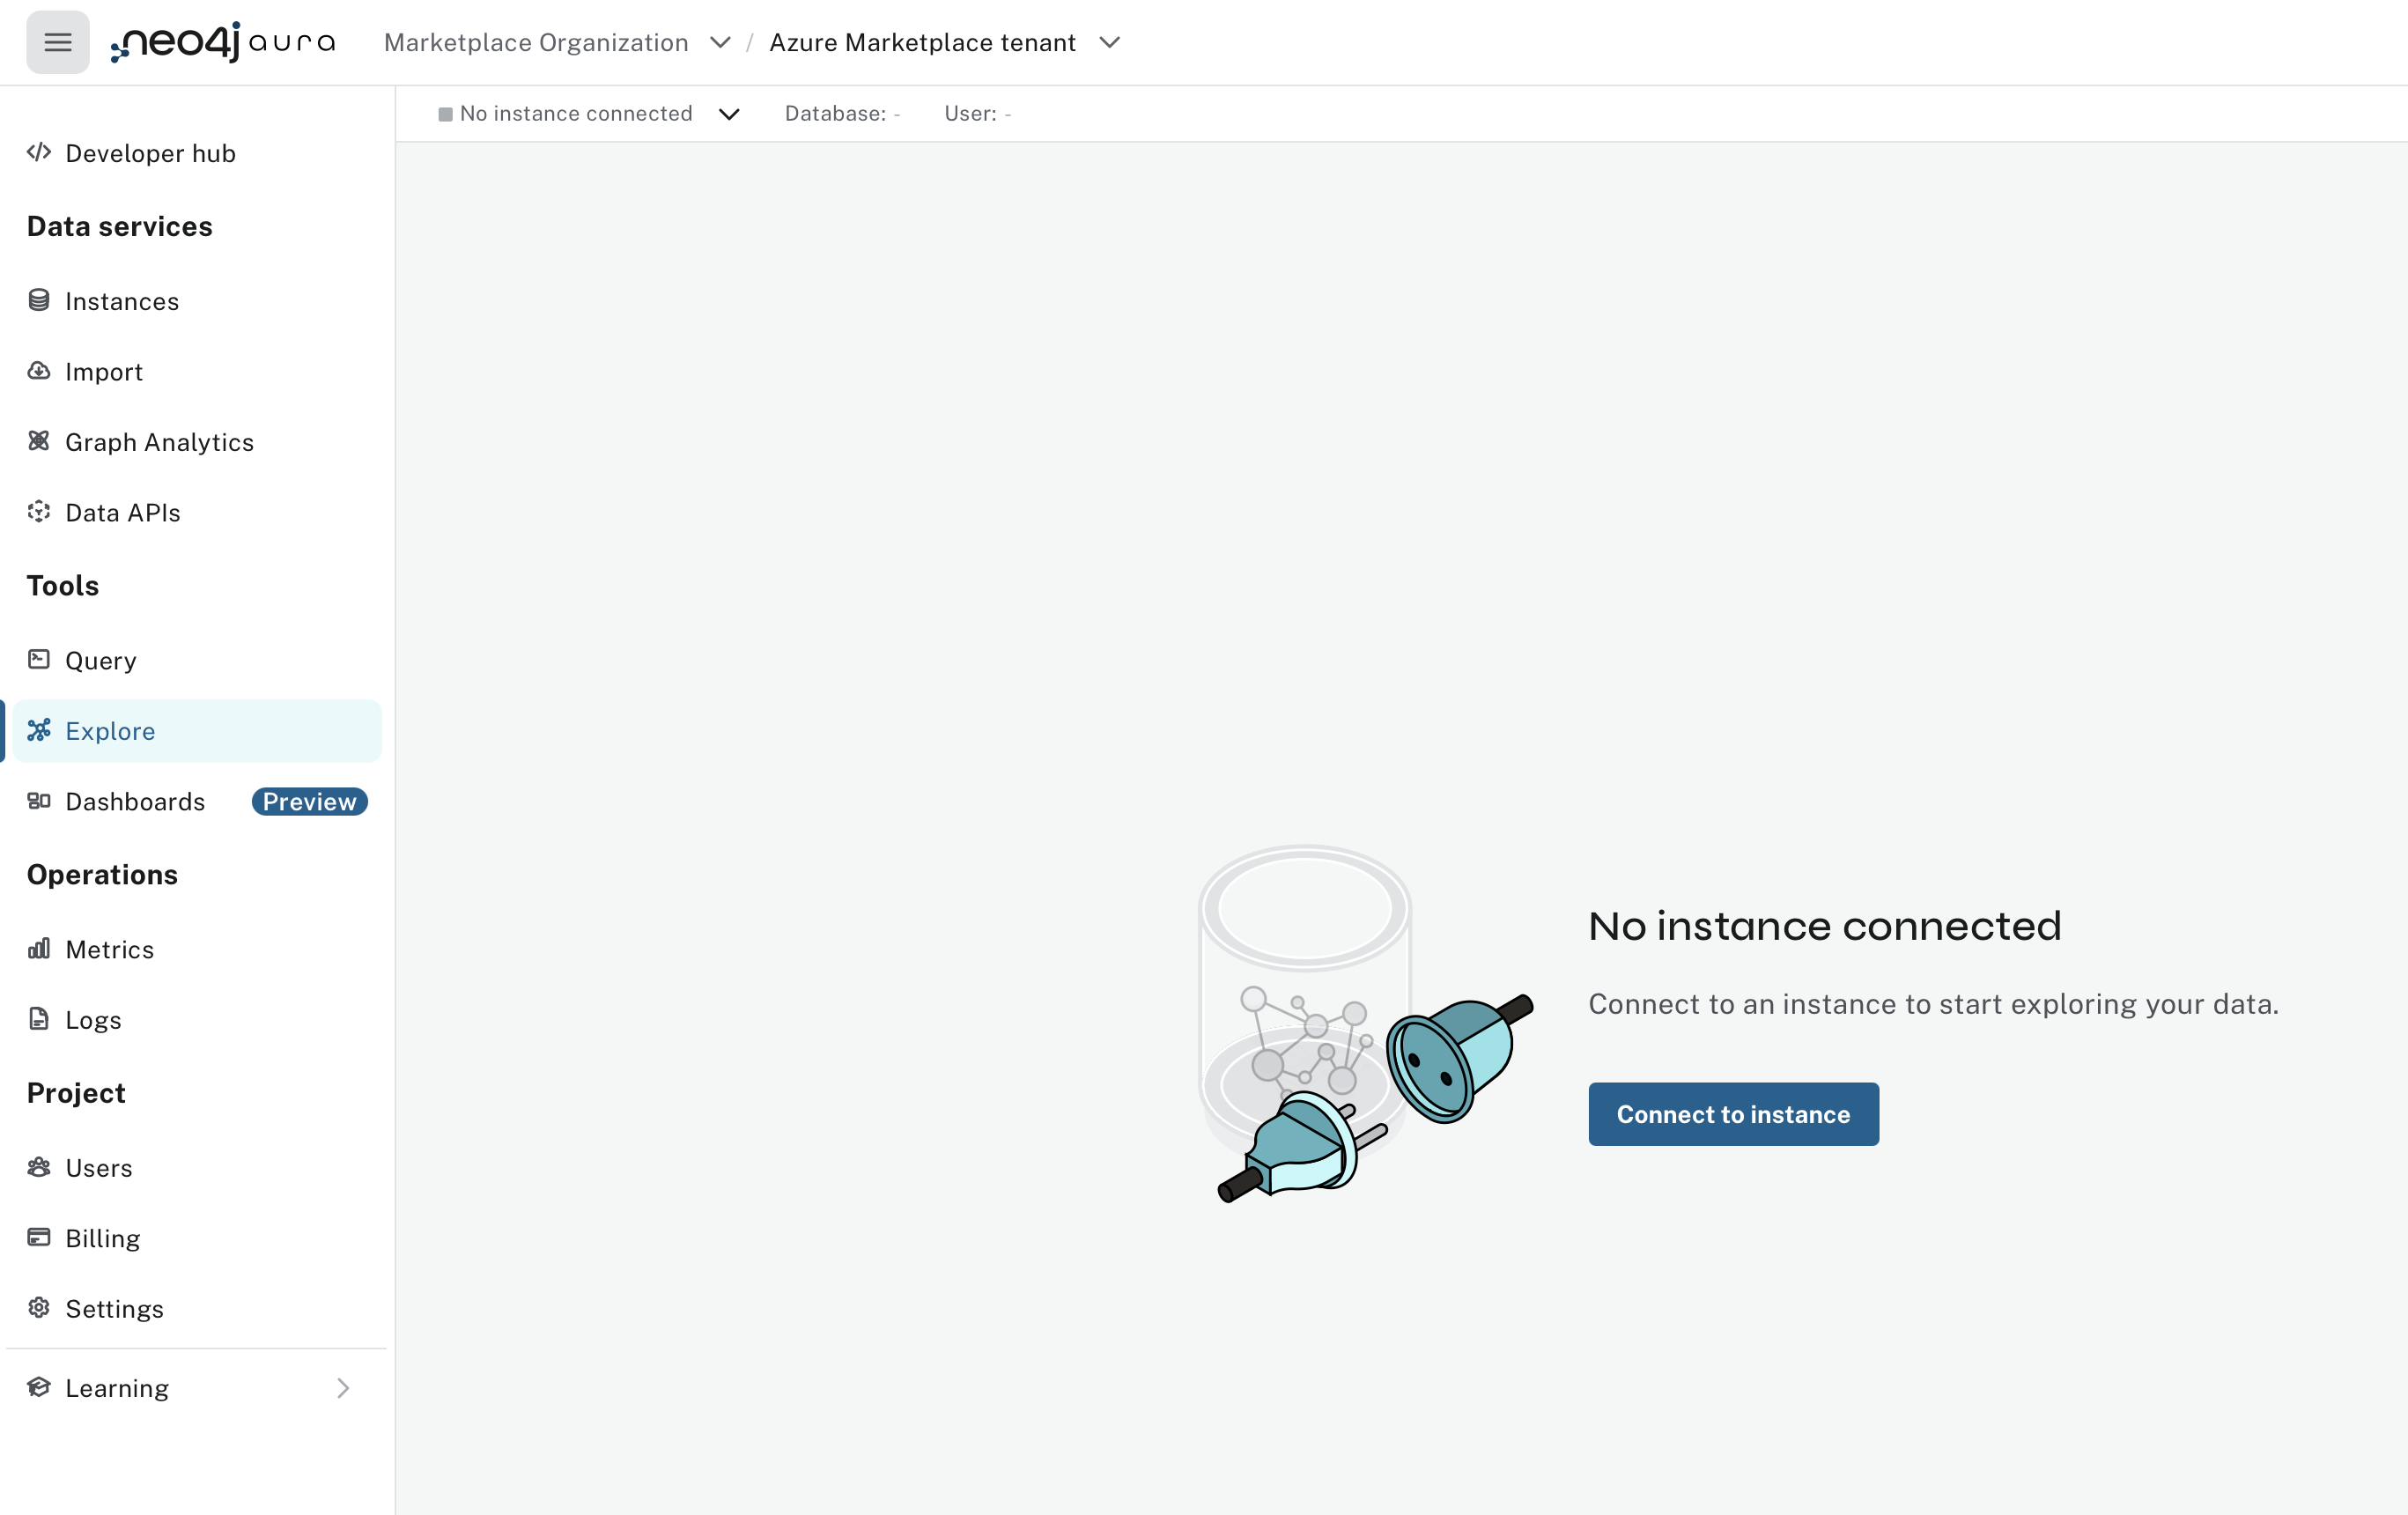 neo4j aura Marketplace Organization / Azure Marketplace tenant
No instance connected Database: - User: -
Developer hub
Data services
Instances
Import
Graph Analytics
Data APIs
Tools
Query
Explore
Dashboards Preview
Operations
Metrics
Logs
Project
Users
Billing
Settings
Learning
No instance connected
Connect to an instance to start exploring your data.
Connect to instance